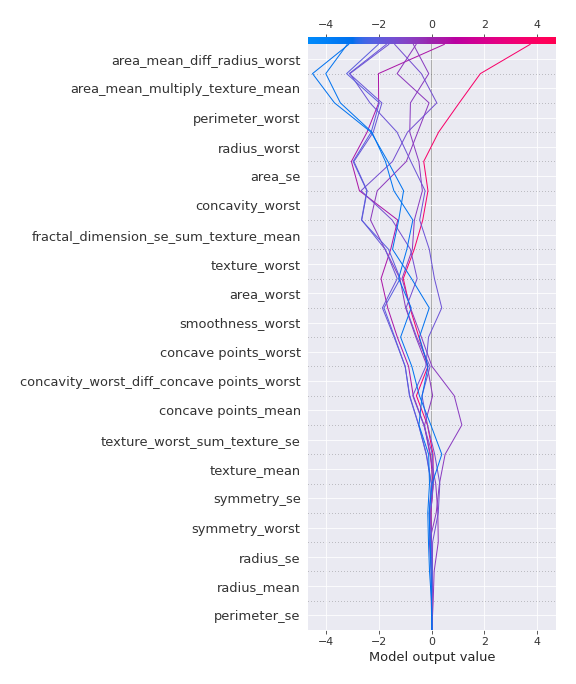 −4 −2 0 2 4
area_mean_diff_radius_worst
area_mean_multiply_texture_mean
perimeter_worst
radius_worst
area_se
concavity_worst
fractal_dimension_se_sum_texture_mean
texture_worst
area_worst
smoothness_worst
concave points_worst
concavity_worst_diff_concave points_worst
concave points_mean
texture_worst_sum_texture_se
texture_mean
symmetry_se
symmetry_worst
radius_se
radius_mean
perimeter_se
−4 −2 0 2 4
Model output value